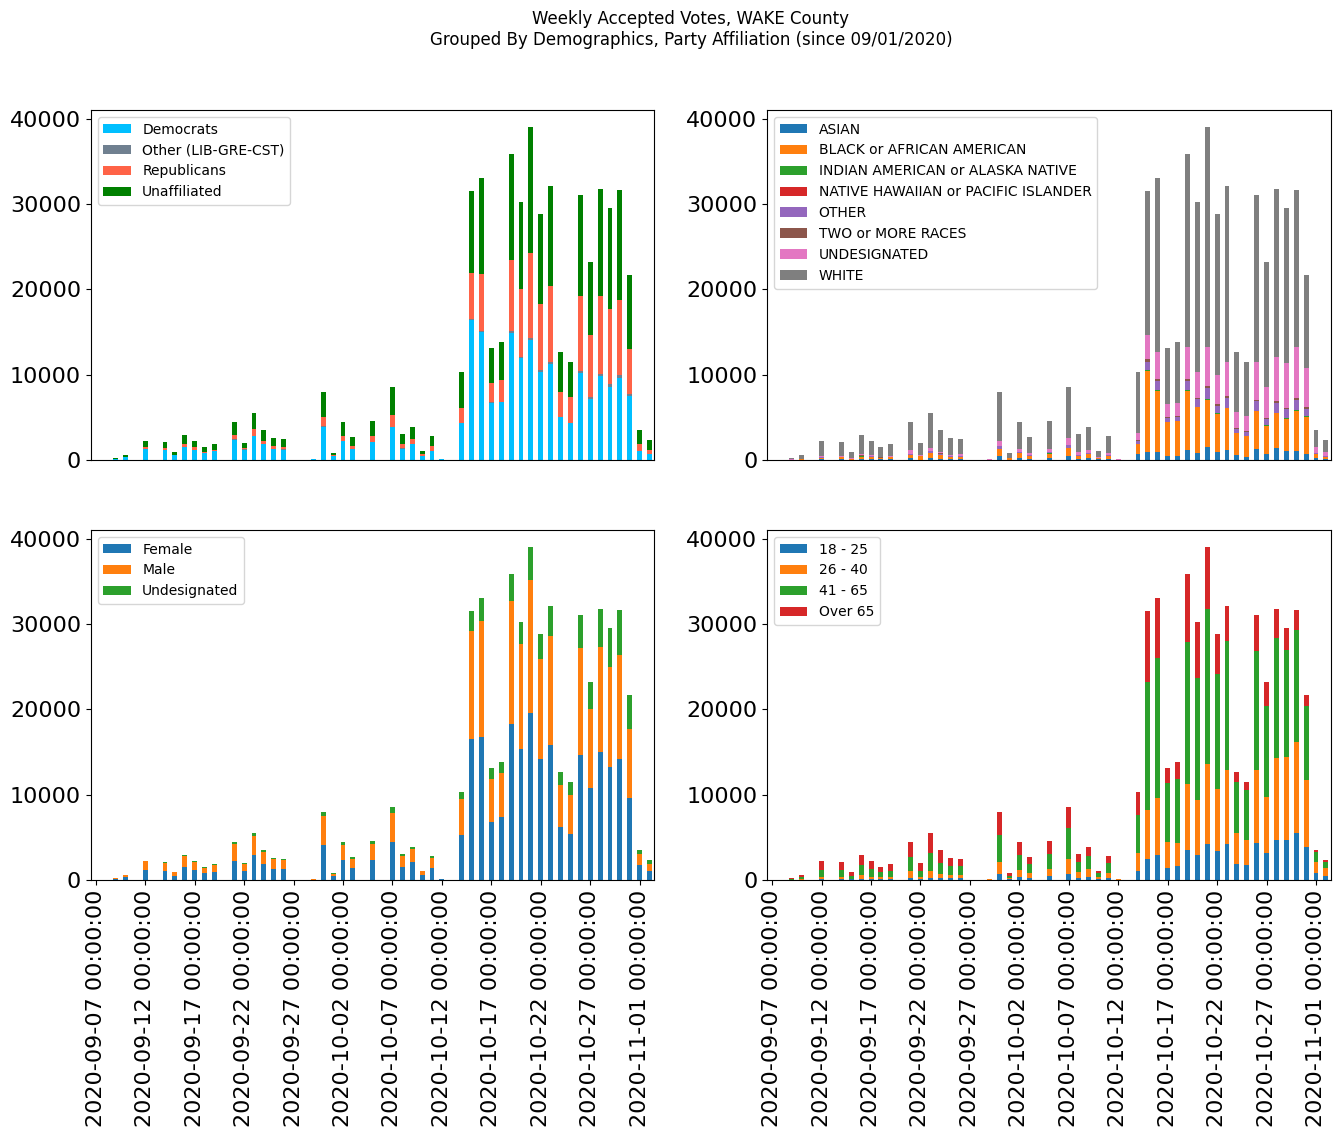 Weekly Accepted Votes, WAKE County
Grouped By Demographics, Party Affiliation (since 09/01/2020)
40000
30000
20000
10000
0
Democrats
Other (LIB-GRE-CST)
Republicans
Unaffiliated
40000
30000
20000
10000
0
ASIAN
BLACK or AFRICAN AMERICAN
INDIAN AMERICAN or ALASKA NATIVE
NATIVE HAWAIIAN or PACIFIC ISLANDER
OTHER
TWO or MORE RACES
UNDESIGNATED
WHITE
40000
30000
20000
10000
0
Female
Male
Undesignated
2020-09-07 00:00:00
2020-09-12 00:00:00
2020-09-17 00:00:00
2020-09-22 00:00:00
2020-09-27 00:00:00
2020-10-02 00:00:00
2020-10-07 00:00:00
2020-10-12 00:00:00
2020-10-17 00:00:00
2020-10-22 00:00:00
2020-10-27 00:00:00
2020-11-01 00:00:00
40000
30000
20000
10000
0
18 - 25
26 - 40
41 - 65
Over 65
2020-09-07 00:00:00
2020-09-12 00:00:00
2020-09-17 00:00:00
2020-09-22 00:00:00
2020-09-27 00:00:00
2020-10-02 00:00:00
2020-10-07 00:00:00
2020-10-12 00:00:00
2020-10-17 00:00:00
2020-10-22 00:00:00
2020-10-27 00:00:00
2020-11-01 00:00:00